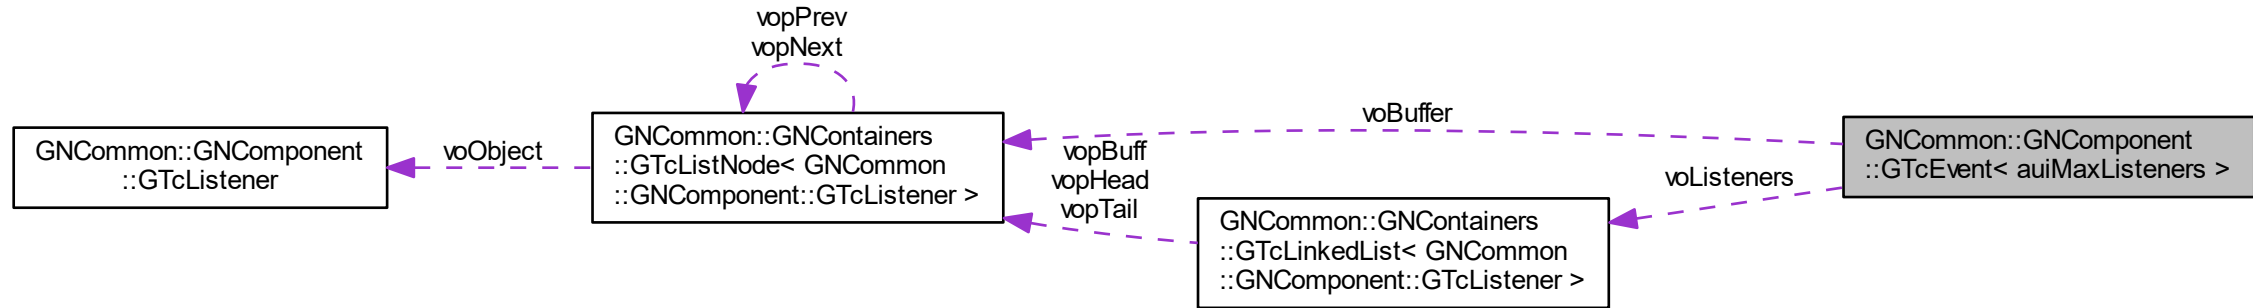 vopPrev
vopNext
GNCommon::GNComponent
::GTcListener
voObject
GNCommon::GNContainers
::GTcListNode< GNCommon
::GNComponent::GTcListener >
voBuffer
vopBuff
vopHead
vopTail
GNCommon::GNContainers
::GTcLinkedList< GNCommon
::GNComponent::GTcListener >
voListeners
GNCommon::GNComponent
::GTcEvent< auiMaxListeners >